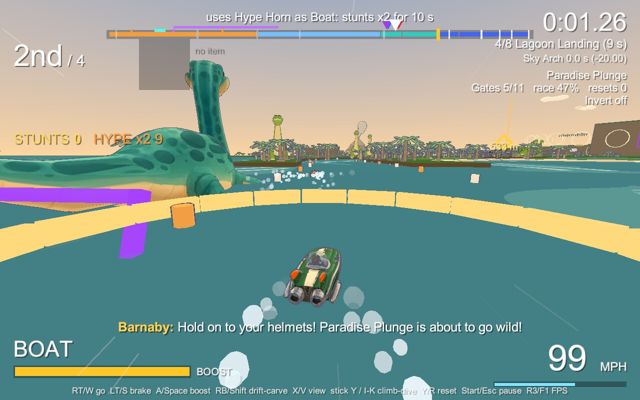 uses Hype Horn as Boat: stunts x2 for 10 s
0:01.26
2nd / 4
no item
4/8 Lagoon Landing (9 s)
Sky Arch 0.0 s (-20.00)
Paradise Plunge
Gates 5/11 race 47% resets 0
Invert off
STUNTS 0 HYPE x2 9
Barnaby: Hold on to your helmets! Paradise Plunge is about to go wild!
BOAT
BOOST
99 MPH
RT/W go LT/S brake A/Space boost RB/Shift drift-carve X/V view stick Y / I-K climb-dive Y/R reset Start/Esc pause R3/F1 FPS